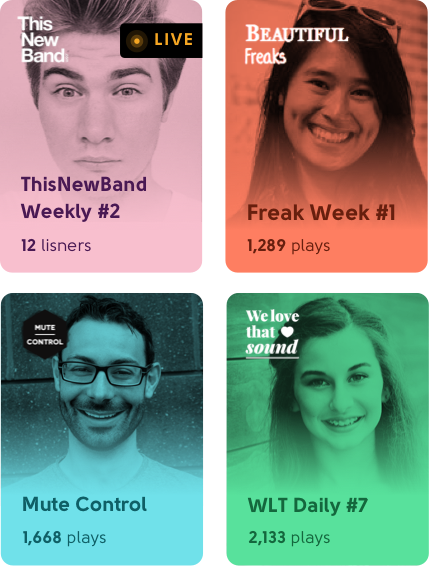 This
New
Band
LIVE
ThisNewBand
Weekly #2
12 lisners
BEAUTIFUL
Freaks
Freak Week #1
1,289 plays
MUTE
CONTROL
Mute Control
1,668 plays
We love
that
sound
WLT Daily #7
2,133 plays